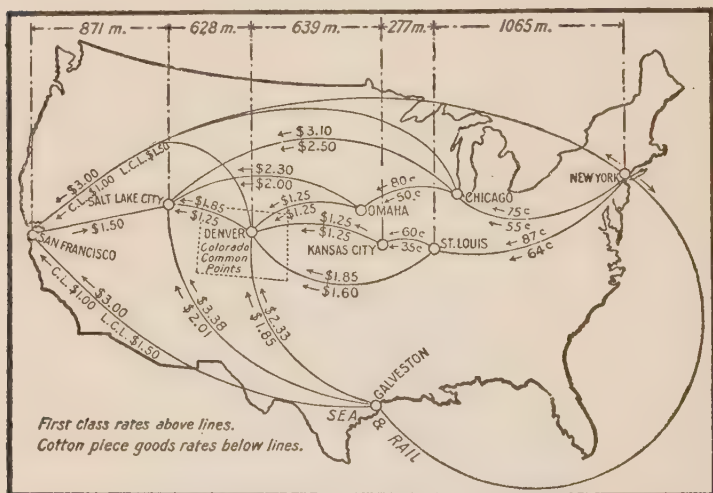 871 m. 628 m. 639 m. 277 m. 1065 m.
← $3.10
← $2.50
← $3.00
← C.L. $1.00 L.C.L. $1.50
← $2.30
← $2.00
SALT LAKE CITY
← $1.85
← $1.25
← $1.50
SAN FRANCISCO
← $1.25
← $1.25
DENVER
Colorado
Common
Points
← 80c
← 50c
OMAHA
CHICAGO
← 75c
← 55c
NEW YORK
← $1.25
← $1.25
KANSAS CITY
← 60c
← 35c
ST. LOUIS
← 87c
← 64c
← $1.85
← $1.60
← $3.00
← C.L. $1.00 L.C.L. $1.50
← $3.38
← $2.01
← $2.33
← $1.85
GALVESTON
SEA & RAIL
First class rates above lines.
Cotton piece goods rates below lines.